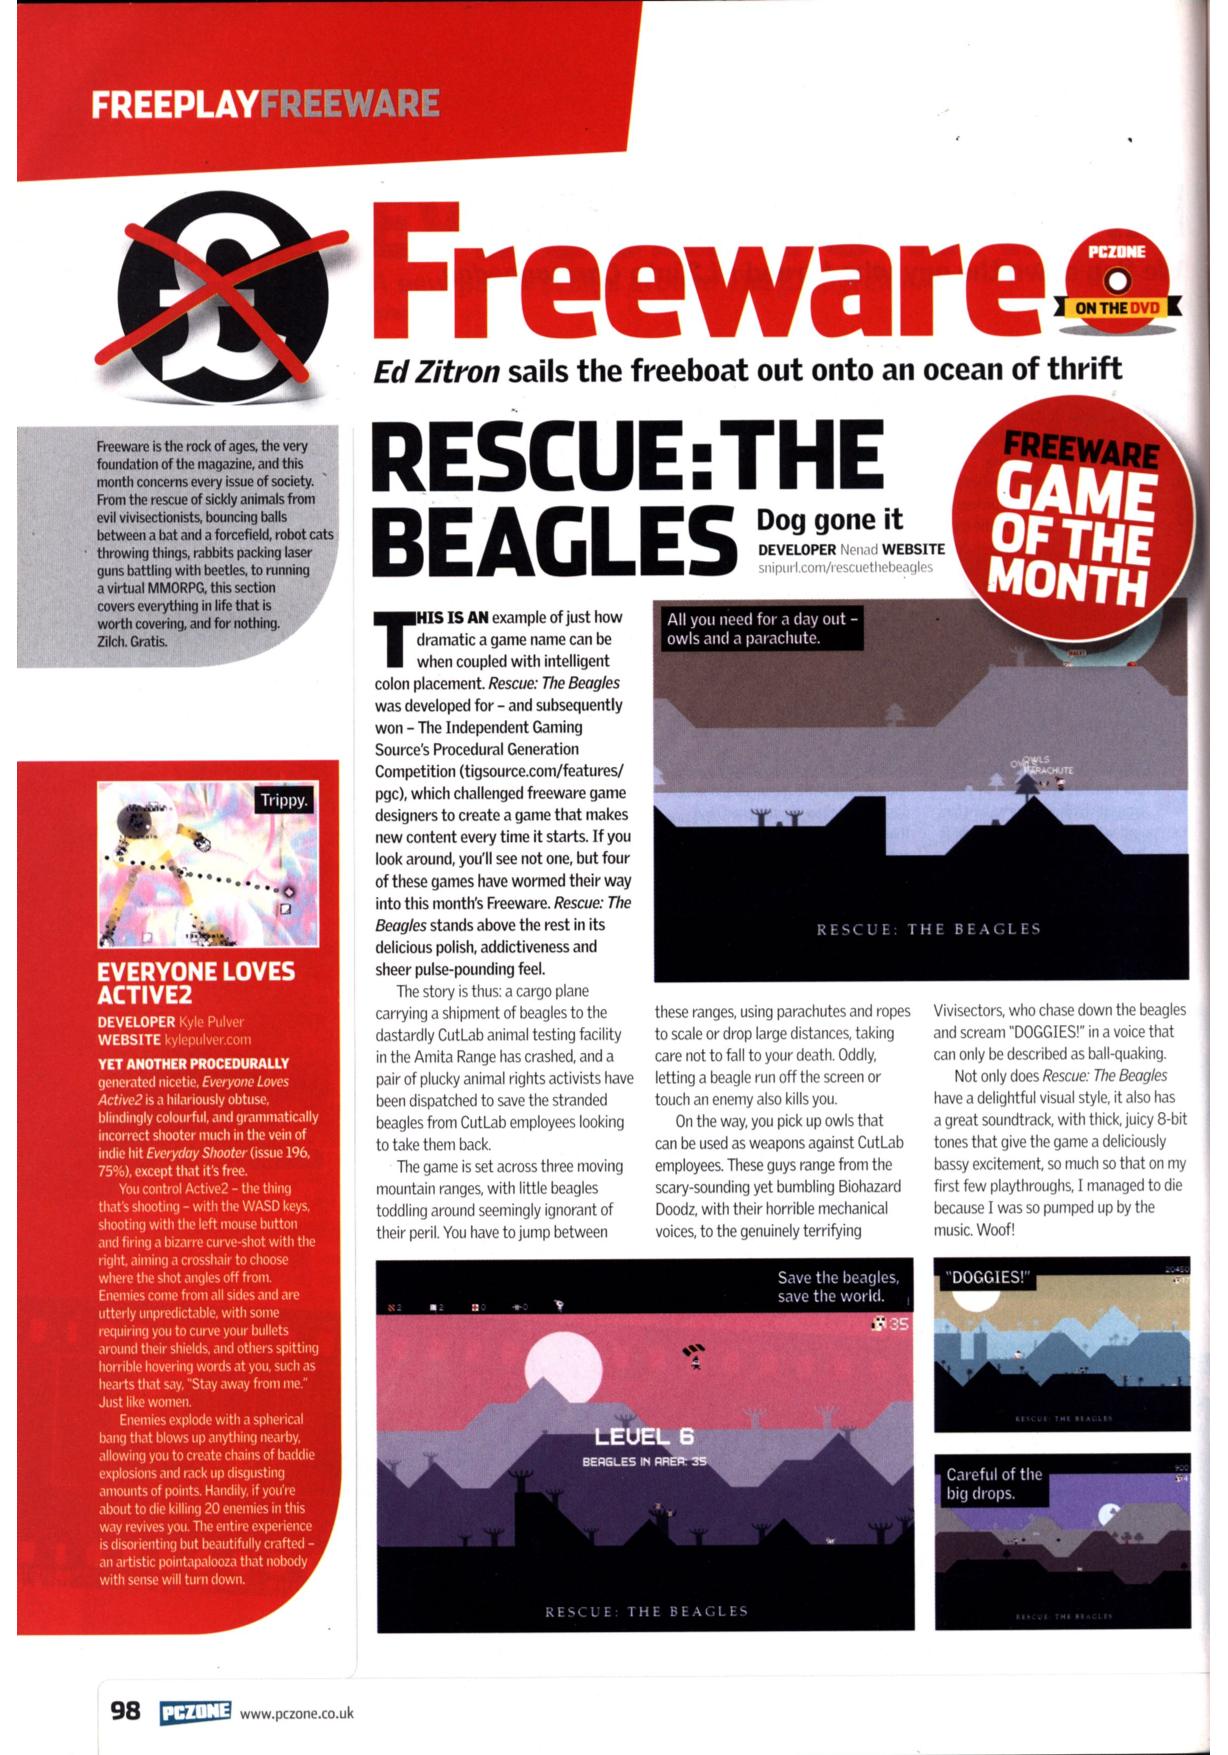 FREEPLAYFREEWARE
Freeware
PCZONE
ON THE DVD
Ed Zitron sails the freeboat out onto an ocean of thrift
Freeware is the rock of ages, the very
foundation of the magazine, and this
month concerns every issue of society.
From the rescue of sickly animals from
evil vivisectionists, bouncing balls
between a bat and a forcefield, robot cats
throwing things, rabbits packing laser
guns battling with beetles, to running
a virtual MMORPG, this section
covers everything in life that is
worth covering, and for nothing.
Zilch. Gratis.
RESCUE: THE
BEAGLES
Dog gone it
DEVELOPER Nenad WEBSITE
snipurl.com/rescuethebeagles
FREEWARE
GAME
OF THE
MONTH
THIS IS AN example of just how
dramatic a game name can be
when coupled with intelligent
colon placement. Rescue: The Beagles
was developed for – and subsequently
won – The Independent Gaming
Source's Procedural Generation
Competition (tigsource.com/features/
pgc), which challenged freeware game
designers to create a game that makes
new content every time it starts. If you
look around, you'll see not one, but four
of these games have wormed their way
into this month's Freeware. Rescue: The
Beagles stands above the rest in its
delicious polish, addictiveness and
sheer pulse-pounding feel.
The story is thus: a cargo plane
carrying a shipment of beagles to the
dastardly CutLab animal testing facility
in the Amita Range has crashed, and a
pair of plucky animal rights activists have
been dispatched to save the stranded
beagles from CutLab employees looking
to take them back.
The game is set across three moving
mountain ranges, with little beagles
toddling around seemingly ignorant of
their peril. You have to jump between
All you need for a day out –
owls and a parachute.
OWLS
PARACHUTE
RESCUE: THE BEAGLES
these ranges, using parachutes and ropes
to scale or drop large distances, taking
care not to fall to your death. Oddly,
letting a beagle run off the screen or
touch an enemy also kills you.
On the way, you pick up owls that
can be used as weapons against CutLab
employees. These guys range from the
scary-sounding yet bumbling Biohazard
Doodz, with their horrible mechanical
voices, to the genuinely terrifying
Vivisectors, who chase down the beagles
and scream "DOGGIES!" in a voice that
can only be described as ball-quaking.
Not only does Rescue: The Beagles
have a delightful visual style, it also has
a great soundtrack, with thick, juicy 8-bit
tones that give the game a deliciously
bassy excitement, so much so that on my
first few playthroughs, I managed to die
because I was so pumped up by the
music. Woof!
Save the beagles,
save the world.
2 2 0 0
35
LEVEL 6
BEAGLES IN AREA: 35
RESCUE: THE BEAGLES
"DOGGIES!"
20450
RESCUE: THE BEAGLES
Careful of the
big drops.
900
4
RESCUE: THE BEAGLES
Trippy.
EVERYONE LOVES
ACTIVE2
DEVELOPER Kyle Pulver
WEBSITE kylepulver.com
YET ANOTHER PROCEDURALLY
generated nicetie, Everyone Loves
Active2 is a hilariously obtuse,
blindingly colourful, and grammatically
incorrect shooter much in the vein of
indie hit Everyday Shooter (issue 196,
75%), except that it's free.
You control Active2 – the thing
that's shooting – with the WASD keys,
shooting with the left mouse button
and firing a bizarre curve-shot with the
right, aiming a crosshair to choose
where the shot angles off from.
Enemies come from all sides and are
utterly unpredictable, with some
requiring you to curve your bullets
around their shields, and others spitting
horrible hovering words at you, such as
hearts that say, "Stay away from me."
Just like women.
Enemies explode with a spherical
bang that blows up anything nearby,
allowing you to create chains of baddie
explosions and rack up disgusting
amounts of points. Handily, if you're
about to die killing 20 enemies in this
way revives you. The entire experience
is disorienting but beautifully crafted –
an artistic pointapalooza that nobody
with sense will turn down.
98 PCZONE www.pczone.co.uk